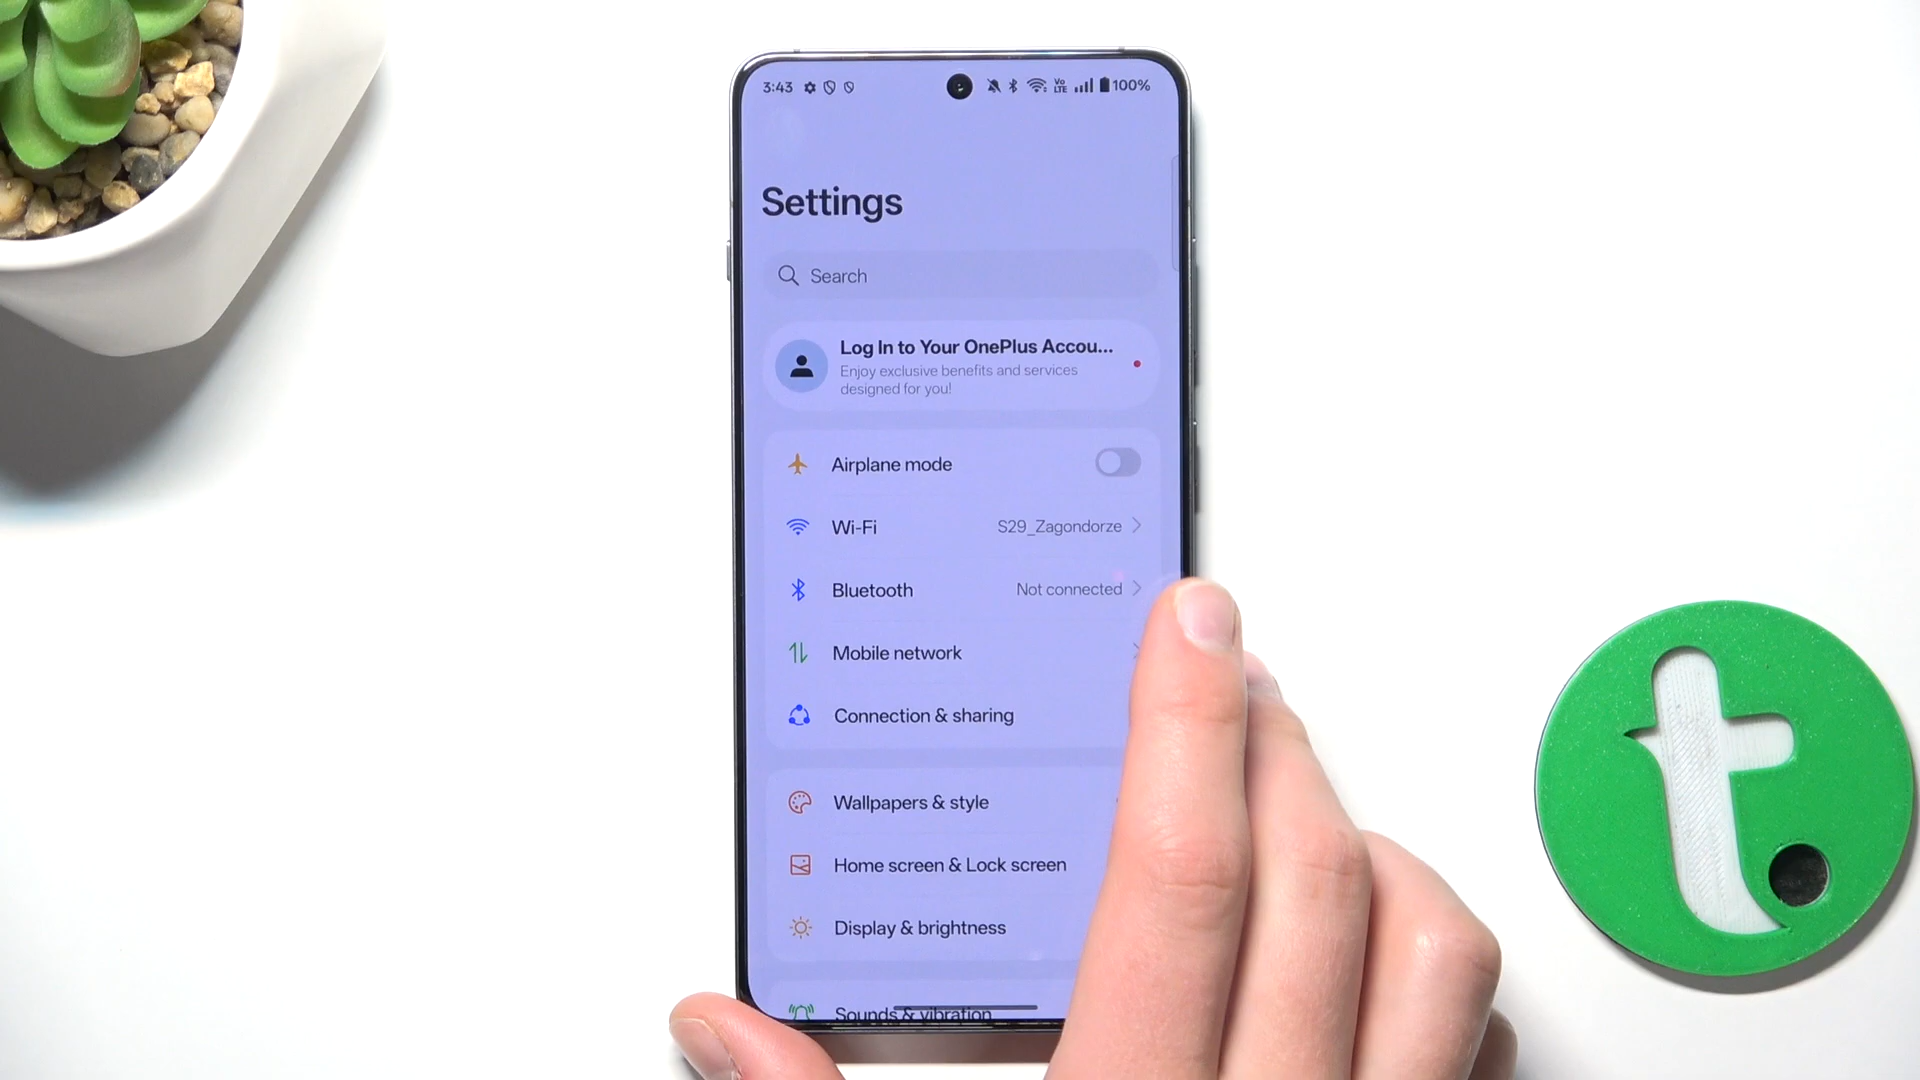 3:43
Vo
LTE
100%
Settings
Search
Log In to Your OnePlus Accou...
Enjoy exclusive benefits and services
designed for you!
Airplane mode
Wi-Fi
S29_Zagondorze
Bluetooth
Not connected
Mobile network
Connection & sharing
Wallpapers & style
Home screen & Lock screen
Display & brightness
Sounds & vibration
t.